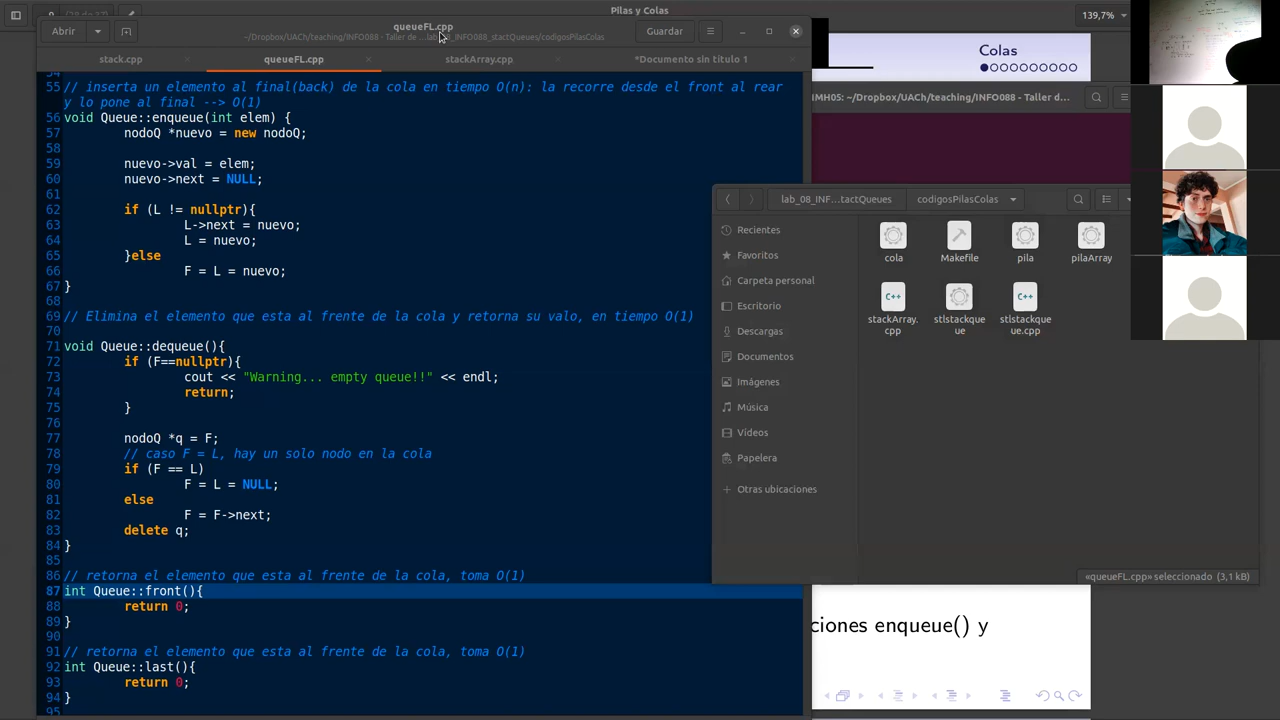 Pilas y Colas
139,7%
Abrir
queueFL.cpp
~/Dropbox/UACh/teaching/INFO088 - Taller de ...lab_08_INFO088_stactQueues/codigosPilasColas
Guardar
stack.cpp
queueFL.cpp
stackArray.cpp
*Documento sin título 1
Colas
IMH05: ~/Dropbox/UACh/teaching/INFO088 - Taller d...
54
55 // inserta un elemento al final(back) de la cola en tiempo O(n): la recorre desde el front al rear
y lo pone al final --> O(1)
56 void Queue::enqueue(int elem) {
57 nodoQ *nuevo = new nodoQ;
58
59 nuevo->val = elem;
60 nuevo->next = NULL;
61
62 if (L != nullptr){
63 L->next = nuevo;
64 L = nuevo;
65 }else
66 F = L = nuevo;
67 }
68
69 // Elimina el elemento que esta al frente de la cola y retorna su valo, en tiempo O(1)
70
71 void Queue::dequeue(){
72 if (F==nullptr){
73 cout << "Warning... empty queue!!" << endl;
74 return;
75 }
76
77 nodoQ *q = F;
78 // caso F = L, hay un solo nodo en la cola
79 if (F == L)
80 F = L = NULL;
81 else
82 F = F->next;
83 delete q;
84 }
85
86 // retorna el elemento que esta al frente de la cola, toma O(1)
87 int Queue::front(){
88 return 0;
89 }
90
91 // retorna el elemento que esta al frente de la cola, toma O(1)
92 int Queue::last(){
93 return 0;
94 }
95
lab_08_INF...tactQueues
codigosPilasColas
Recientes
Favoritos
Carpeta personal
Escritorio
Descargas
Documentos
Imágenes
Música
Vídeos
Papelera
Otras ubicaciones
cola
Makefile
pila
pilaArray
stackArray.
cpp
stlstackque
ue
stlstackque
ue.cpp
«queueFL.cpp» seleccionado (3,1 kB)
ciones enqueue() y